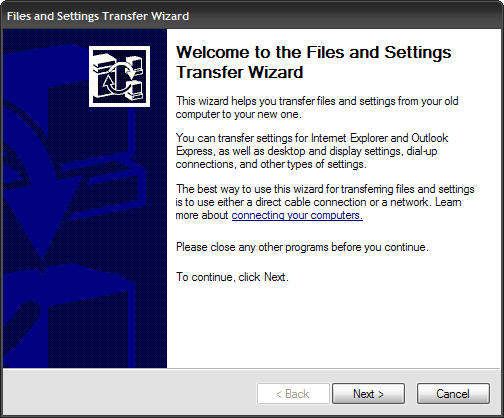 Files and Settings Transfer Wizard
Welcome to the Files and Settings
Transfer Wizard
This wizard helps you transfer files and settings from your old
computer to your new one.
You can transfer settings for Internet Explorer and Outlook
Express, as well as desktop and display settings, dial-up
connections, and other types of settings.
The best way to use this wizard for transferring files and settings
is to use either a direct cable connection or a network. Learn
more about connecting your computers.
Please close any other programs before you continue.
To continue, click Next.
< Back Next > Cancel